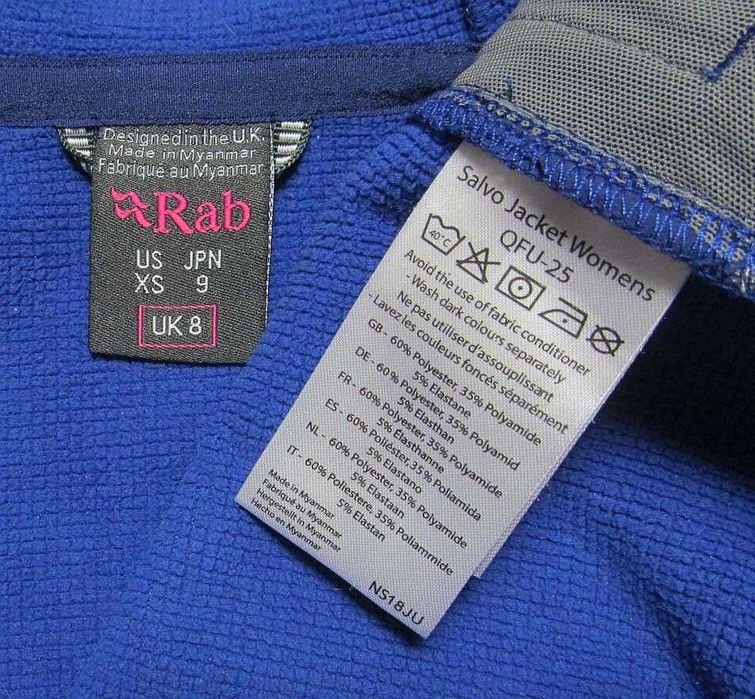 Designed in the U.K.
Made in Myanmar
Fabriqué au Myanmar
Rab
US JPN
XS 9
UK 8
Salvo Jacket Womens
QFU-25
40°C
Avoid the use of fabric conditioner
- Wash dark colours separately
Ne pas utiliser d'assouplissant
- Lavez les couleurs foncés séparément
GB - 60% Polyester, 35% Polyamide
5% Elastane
DE - 60% Polyester, 35% Polyamid
5% Elasthan
FR - 60% Polyester, 35% Polyamide
5% Élasthanne
ES - 60% Poliéster, 35% Poliamida
5% Elastano
NL - 60% Polyester, 35% Polyamide
5% Elastaan
IT - 60% Poliestere, 35% Poliammide
5% Elastan
Made in Myanmar
Fabriqué au Myanmar
Hergestellt in Myanmar
Hecho en Myanmar
NS18JU